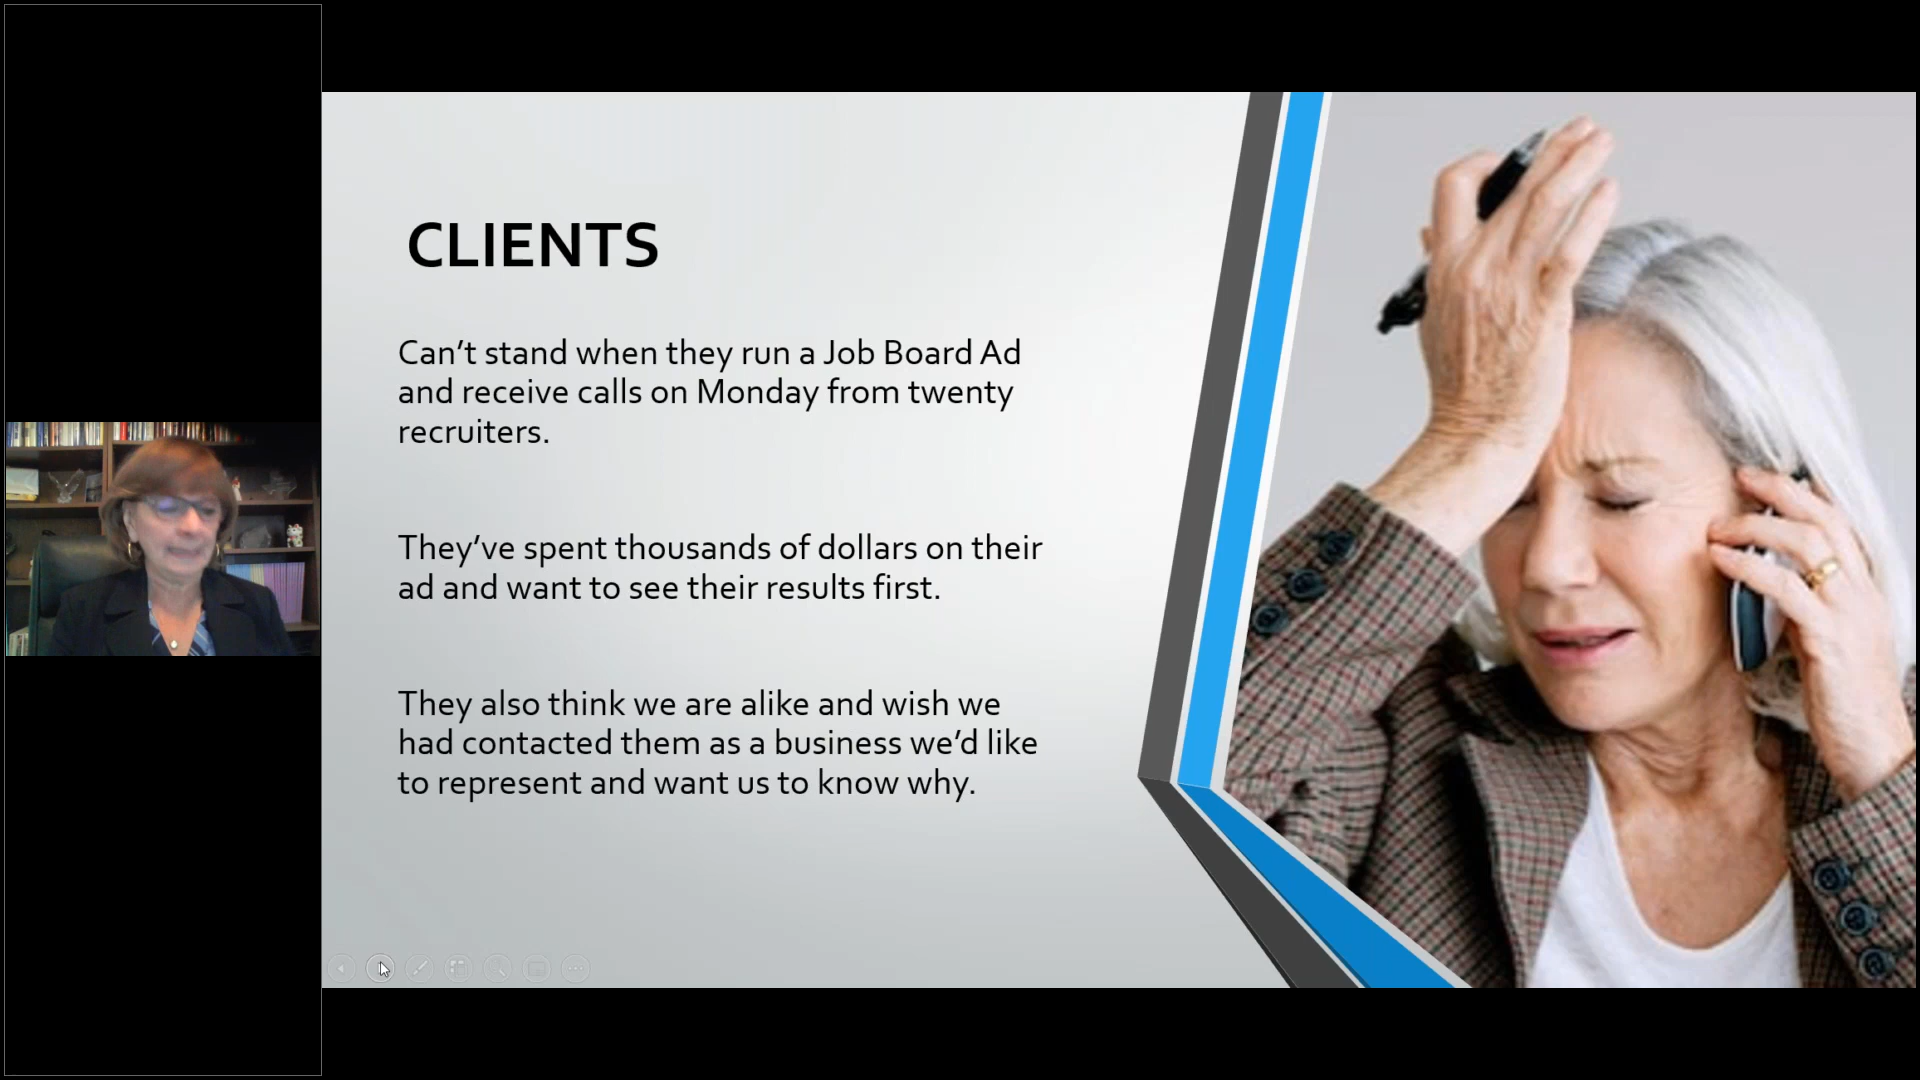 CLIENTS
Can’t stand when they run a Job Board Ad
and receive calls on Monday from twenty
recruiters.
They’ve spent thousands of dollars on their
ad and want to see their results first.
They also think we are alike and wish we
had contacted them as a business we’d like
to represent and want us to know why.